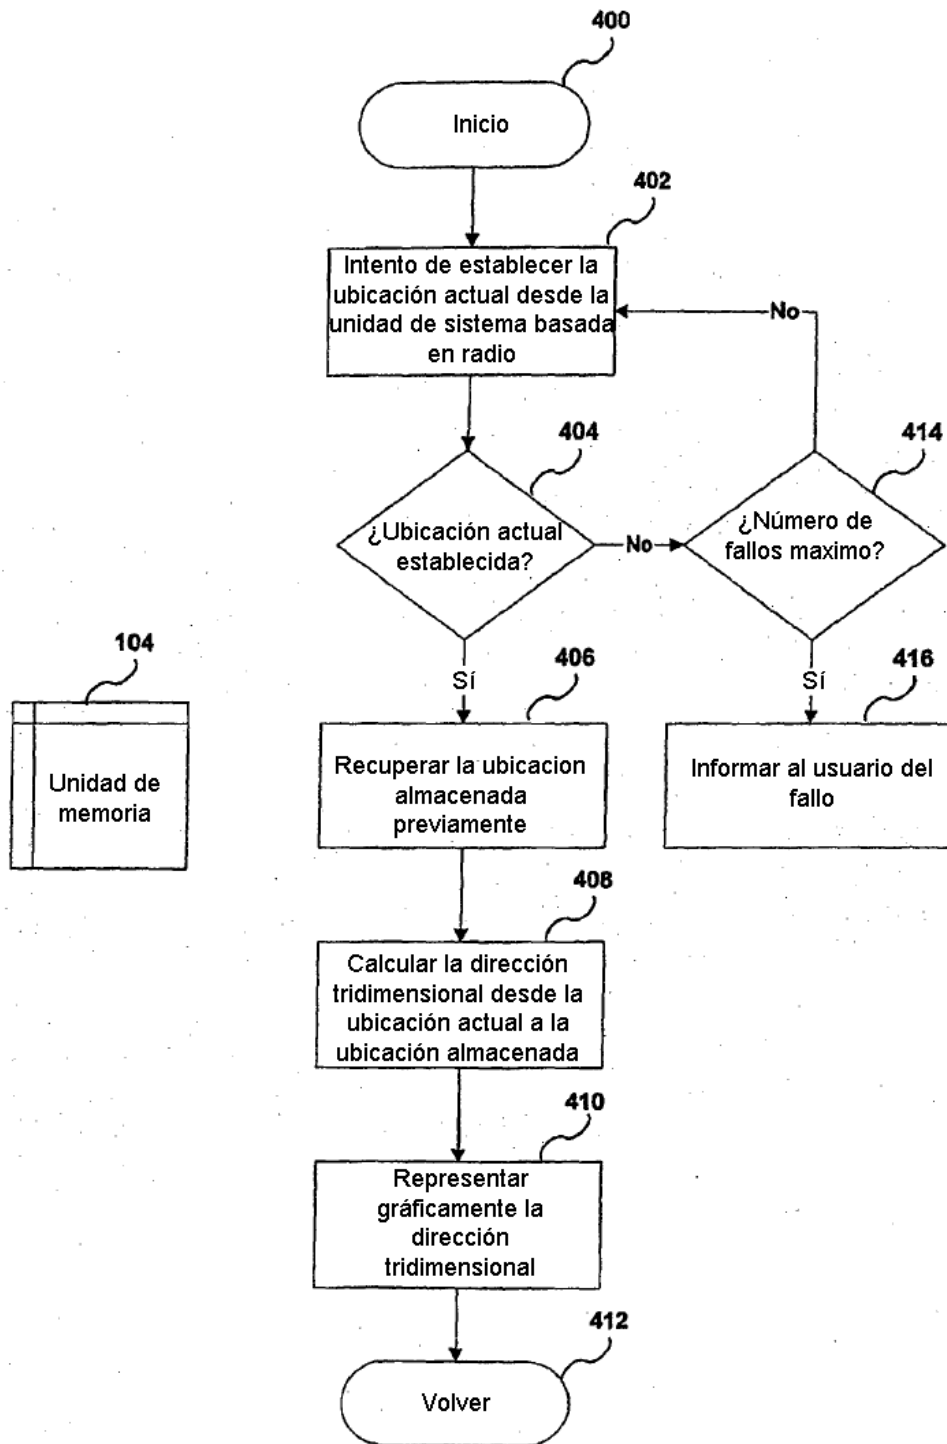 400
Inicio
402
Intento de establecer la
ubicación actual desde la
unidad de sistema basada
en radio
No
404
414
¿Ubicación actual
establecida?
No
¿Número de
fallos maximo?
104
Sí
406
Sí
416
Unidad de
memoria
Recuperar la ubicacion
almacenada
previamente
Informar al usuario del
fallo
408
Calcular la dirección
tridimensional desde la
ubicación actual a la
ubicación almacenada
410
Representar
gráficamente la
dirección
tridimensional
412
Volver